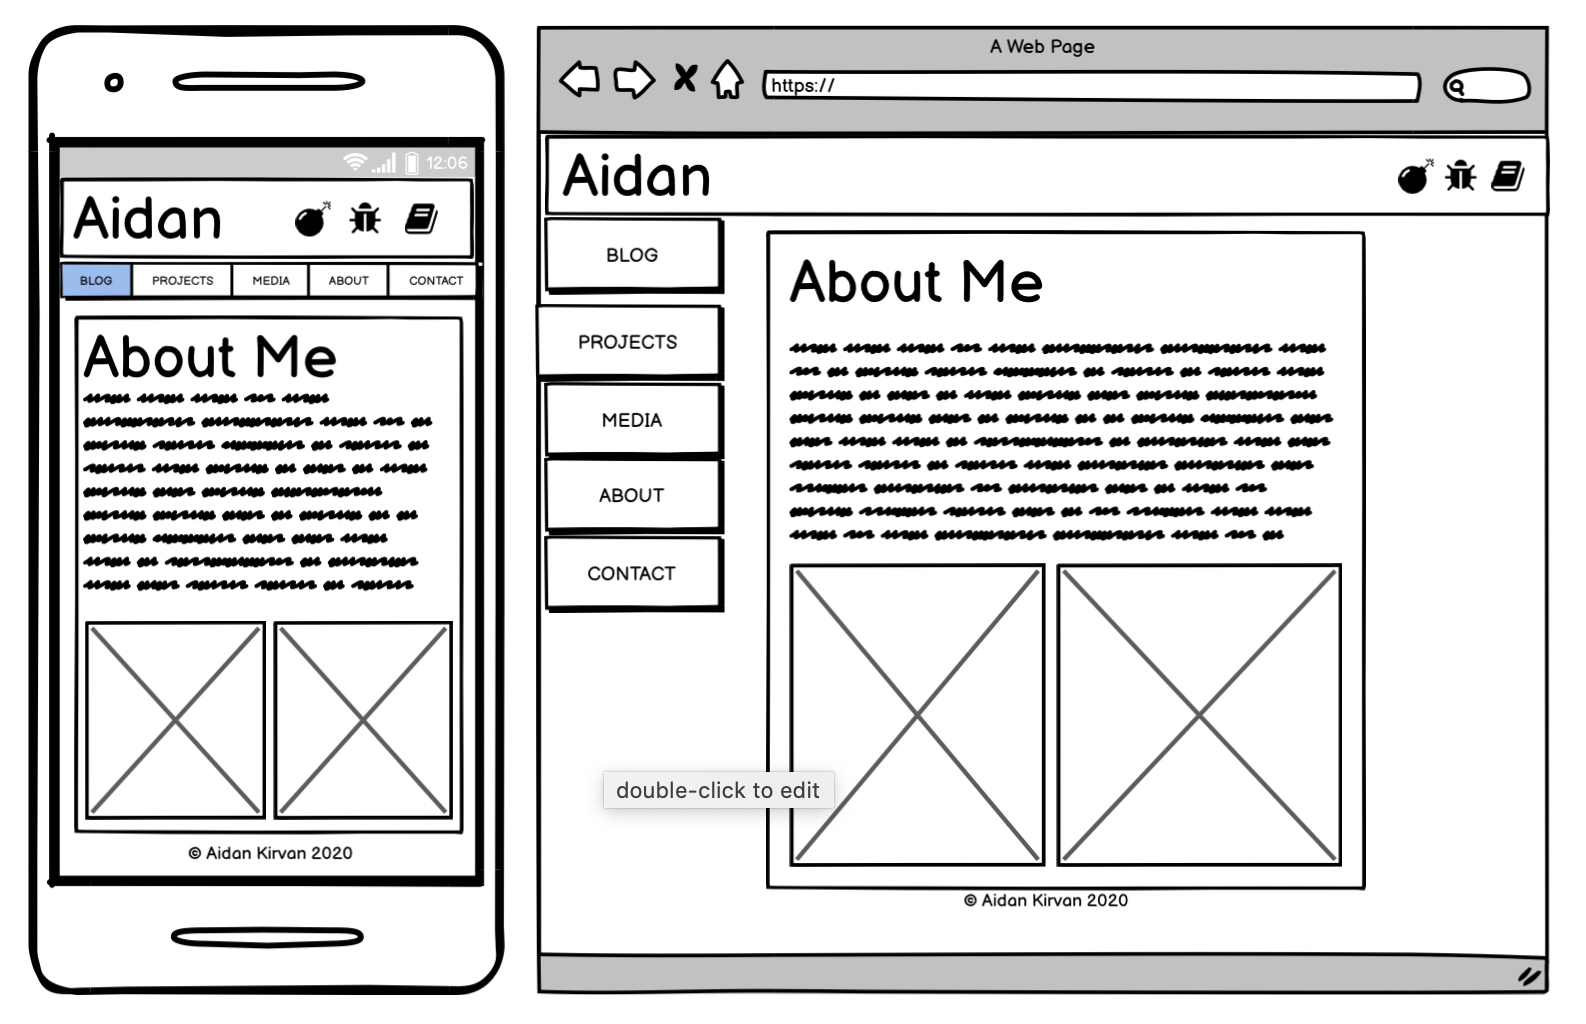 12:06
Aidan
BLOG PROJECTS MEDIA ABOUT CONTACT
About Me
© Aidan Kirvan 2020
A Web Page
https://
Aidan
BLOG
PROJECTS
MEDIA
ABOUT
CONTACT
About Me
double-click to edit
© Aidan Kirvan 2020